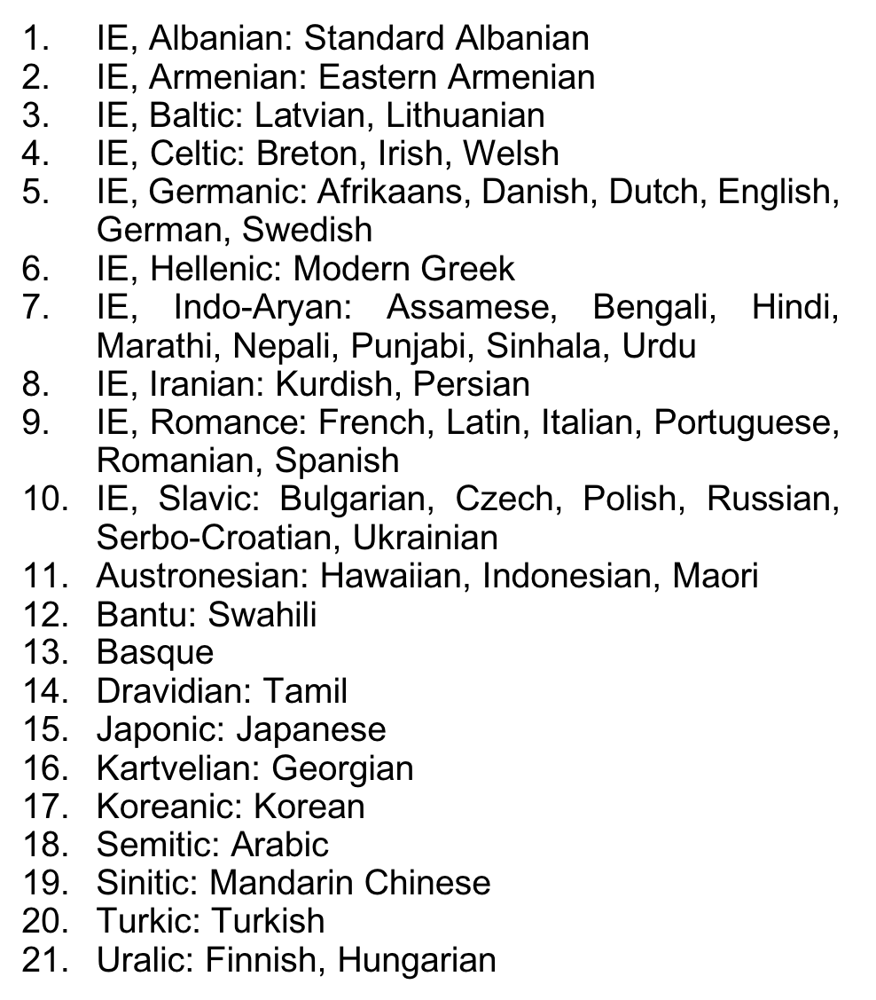 1. IE, Albanian: Standard Albanian
2. IE, Armenian: Eastern Armenian
3. IE, Baltic: Latvian, Lithuanian
4. IE, Celtic: Breton, Irish, Welsh
5. IE, Germanic: Afrikaans, Danish, Dutch, English,
German, Swedish
6. IE, Hellenic: Modern Greek
7. IE, Indo-Aryan: Assamese, Bengali, Hindi,
Marathi, Nepali, Punjabi, Sinhala, Urdu
8. IE, Iranian: Kurdish, Persian
9. IE, Romance: French, Latin, Italian, Portuguese,
Romanian, Spanish
10. IE, Slavic: Bulgarian, Czech, Polish, Russian,
Serbo-Croatian, Ukrainian
11. Austronesian: Hawaiian, Indonesian, Maori
12. Bantu: Swahili
13. Basque
14. Dravidian: Tamil
15. Japonic: Japanese
16. Kartvelian: Georgian
17. Koreanic: Korean
18. Semitic: Arabic
19. Sinitic: Mandarin Chinese
20. Turkic: Turkish
21. Uralic: Finnish, Hungarian